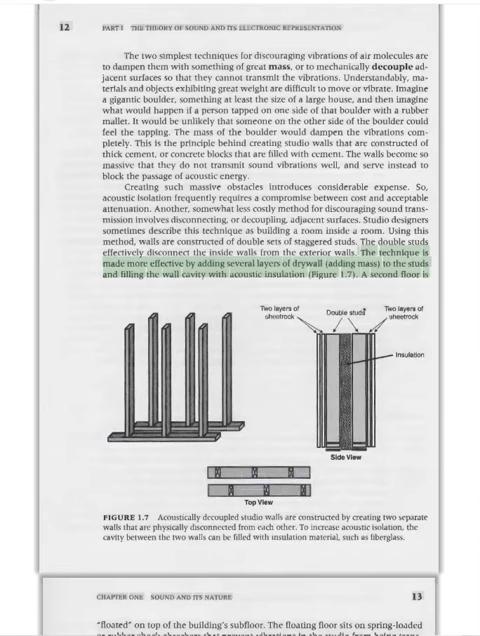 12 PART I THE THEORY OF SOUND AND ITS ELECTRONIC REPRESENTATION
The two simplest techniques for discouraging vibrations of air molecules are
to dampen them with something of great mass, or to mechanically decouple ad-
jacent surfaces so that they cannot transmit the vibrations. Understandably, ma-
terials and objects exhibiting great weight are difficult to move or vibrate. Imagine
a gigantic boulder, something at least the size of a large house, and then imagine
what would happen if a person tapped on one side of that boulder with a rubber
mallet. It would be unlikely that someone on the other side of the boulder could
feel the tapping. The mass of the boulder would dampen the vibrations com-
pletely. This is the principle behind creating studio walls that are constructed of
thick cement, or concrete blocks that are filled with cement. The walls become so
massive that they do not transmit sound vibrations well, and serve instead to
block the passage of acoustic energy.
Creating such massive obstacles introduces considerable expense. So,
acoustic isolation frequently requires a compromise between cost and acceptable
attenuation. Another, somewhat less costly method for discouraging sound trans-
mission involves disconnecting, or decoupling, adjacent surfaces. Studio designers
sometimes describe this technique as building a room inside a room. Using this
method, walls are constructed of double sets of staggered studs. The double studs
effectively disconnect the inside walls from the exterior walls. The technique is
made more effective by adding several layers of drywall (adding mass) to the studs
and filling the wall cavity with acoustic insulation (Figure 1.7). A second floor is
Two layers of
sheetrock
Double studs
Two layers of
sheetrock
Insulation
Side View
Top View
FIGURE 1.7 Acoustically decoupled studio walls are constructed by creating two separate
walls that are physically disconnected from each other. To increase acoustic isolation, the
cavity between the two walls can be filled with insulation material, such as fiberglass.
CHAPTER ONE SOUND AND ITS NATURE 13
"floated" on top of the building's subfloor. The floating floor sits on spring-loaded